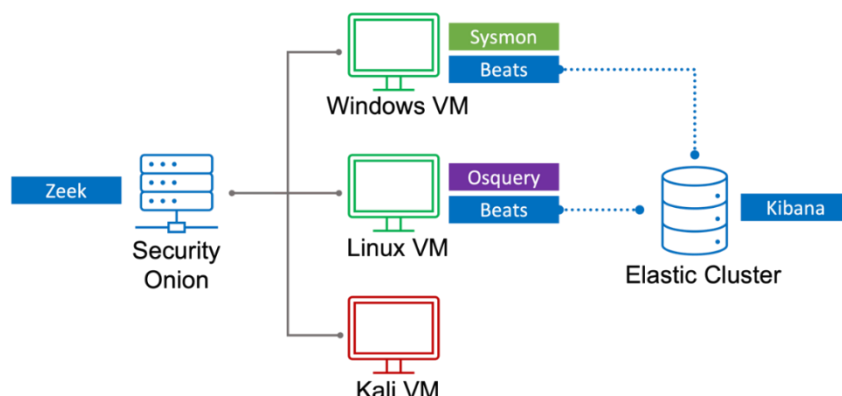 Sysmon
Beats
Windows VM
Zeek
Security
Onion
Osquery
Beats
Linux VM
Kibana
Elastic Cluster
Kali VM